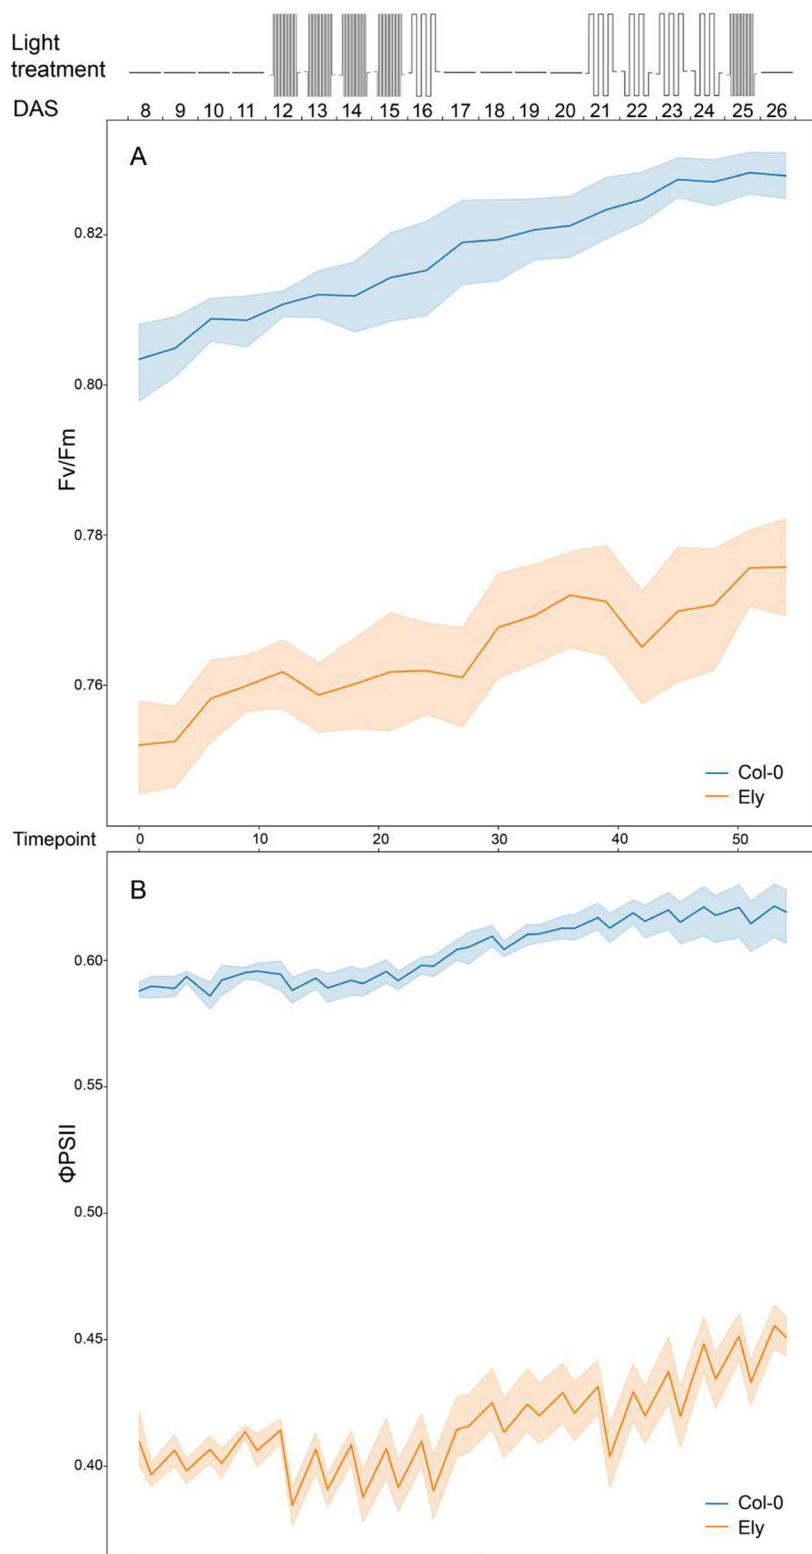 Light
treatment
DAS 8 9 10 11 12 13 14 15 16 17 18 19 20 21 22 23 24 25 26
A
0.82
0.80
Fv/Fm
0.78
0.76
Col-0
Ely
Timepoint 0 10 20 30 40 50
B
0.60
0.55
ΦPSII
0.50
0.45
0.40
Col-0
Ely